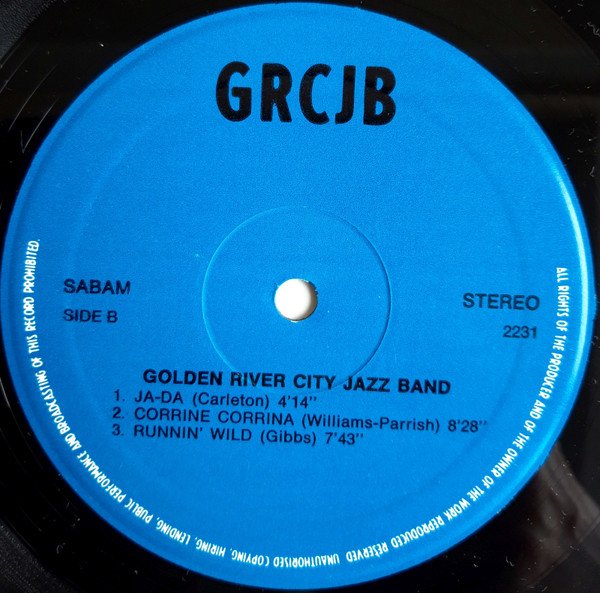 GRCJB
SABAM
SIDE B
STEREO
2231
GOLDEN RIVER CITY JAZZ BAND
1. JA-DA (Carleton) 4'14"
2. CORRINE CORRINA (Williams-Parrish) 8'28"
3. RUNNIN' WILD (Gibbs) 7'43"
ALL RIGHTS OF THE PRODUCER AND OF THE OWNER OF THE WORK REPRODUCED RESERVED. UNAUTHORISED COPYING, HIRING, LENDING, PUBLIC PERFORMANCE AND BROADCASTING OF THIS RECORD PROHIBITED.